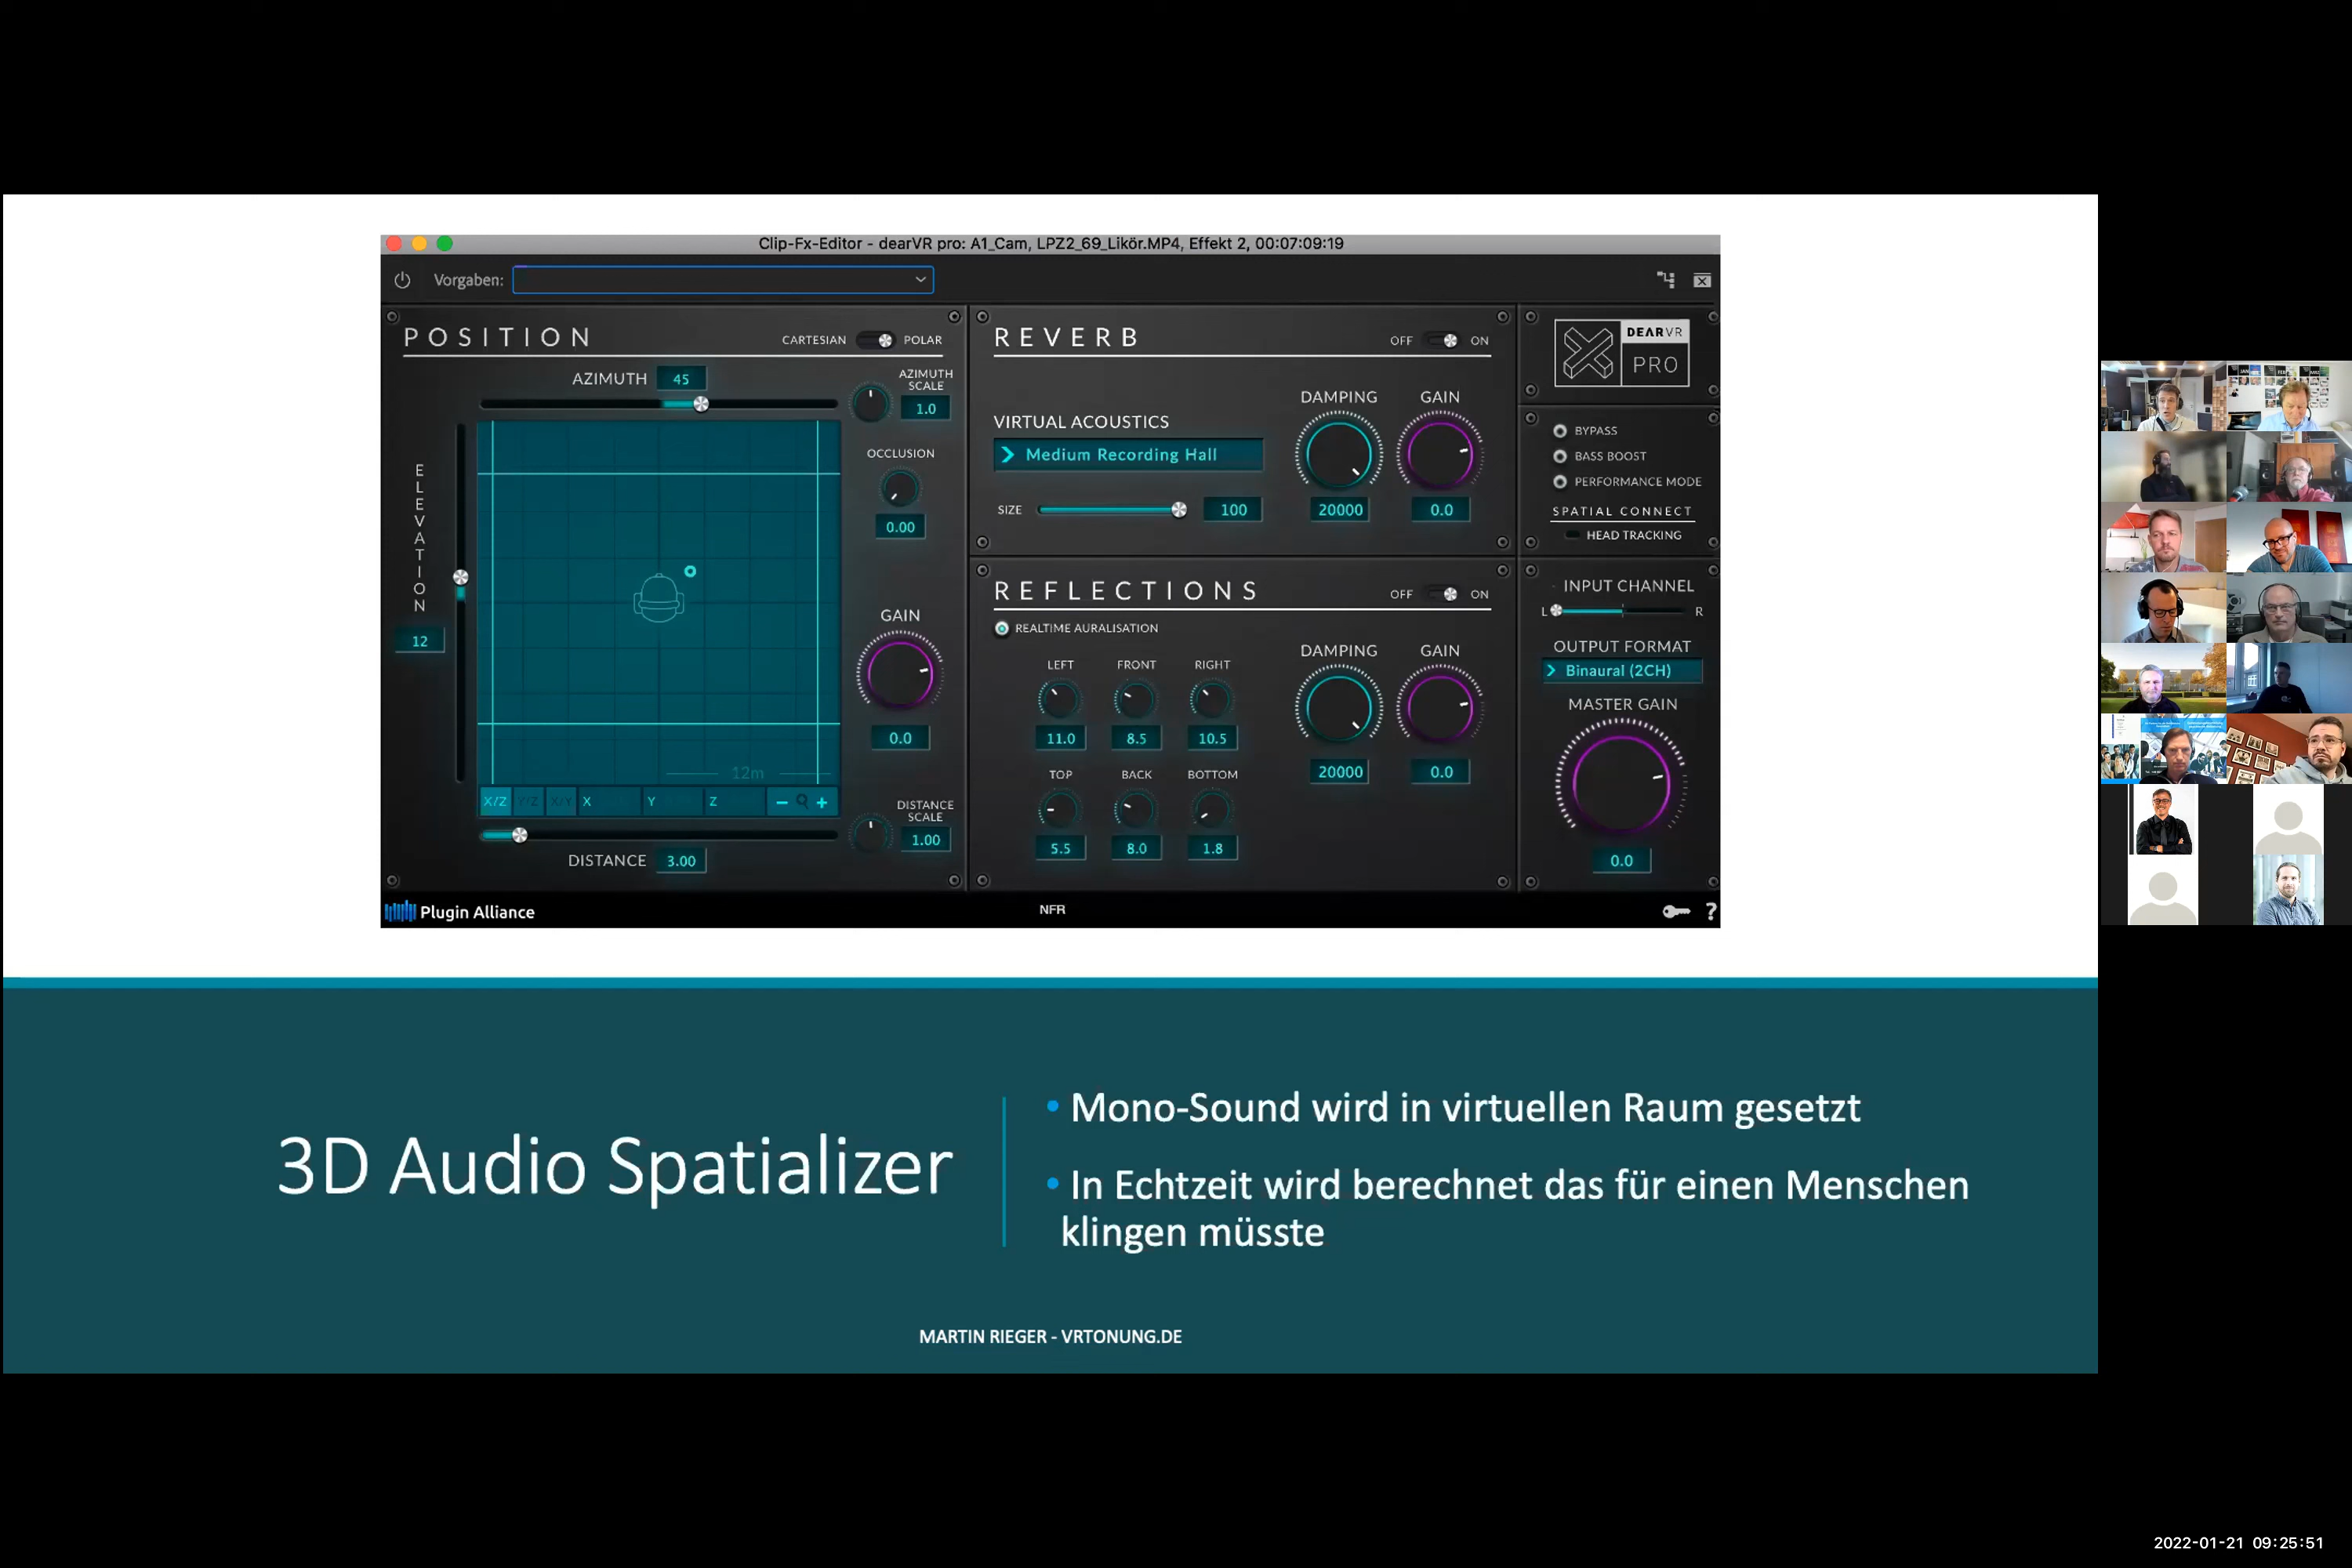 Clip-Fx-Editor - dearVR pro: A1_Cam, LPZ2_69_Likör.MP4, Effekt 2, 00:07:09:19
Vorgaben:
POSITION
CARTESIAN
POLAR
AZIMUTH 45
AZIMUTH
SCALE
1.0
ELEVATION
12
OCCLUSION
0.00
GAIN
0.0
12m
X/Z Y/Z X/Y X Y Z
DISTANCE 3.00
DISTANCE
SCALE
1.00
REVERB
OFF ON
VIRTUAL ACOUSTICS
Medium Recording Hall
SIZE 100
DAMPING
20000
GAIN
0.0
REFLECTIONS
OFF ON
REALTIME AURALISATION
LEFT FRONT RIGHT
11.0 8.5 10.5
TOP BACK BOTTOM
5.5 8.0 1.8
DAMPING
20000
GAIN
0.0
DEARVR
PRO
BYPASS
BASS BOOST
PERFORMANCE MODE
SPATIAL CONNECT
HEAD TRACKING
INPUT CHANNEL
L R
OUTPUT FORMAT
Binaural (2CH)
MASTER GAIN
0.0
Plugin Alliance
NFR
?
3D Audio Spatializer
• Mono-Sound wird in virtuellen Raum gesetzt
• In Echtzeit wird berechnet das für einen Menschen
klingen müsste
MARTIN RIEGER - VRTONUNG.DE
2022-01-21 09:25:51